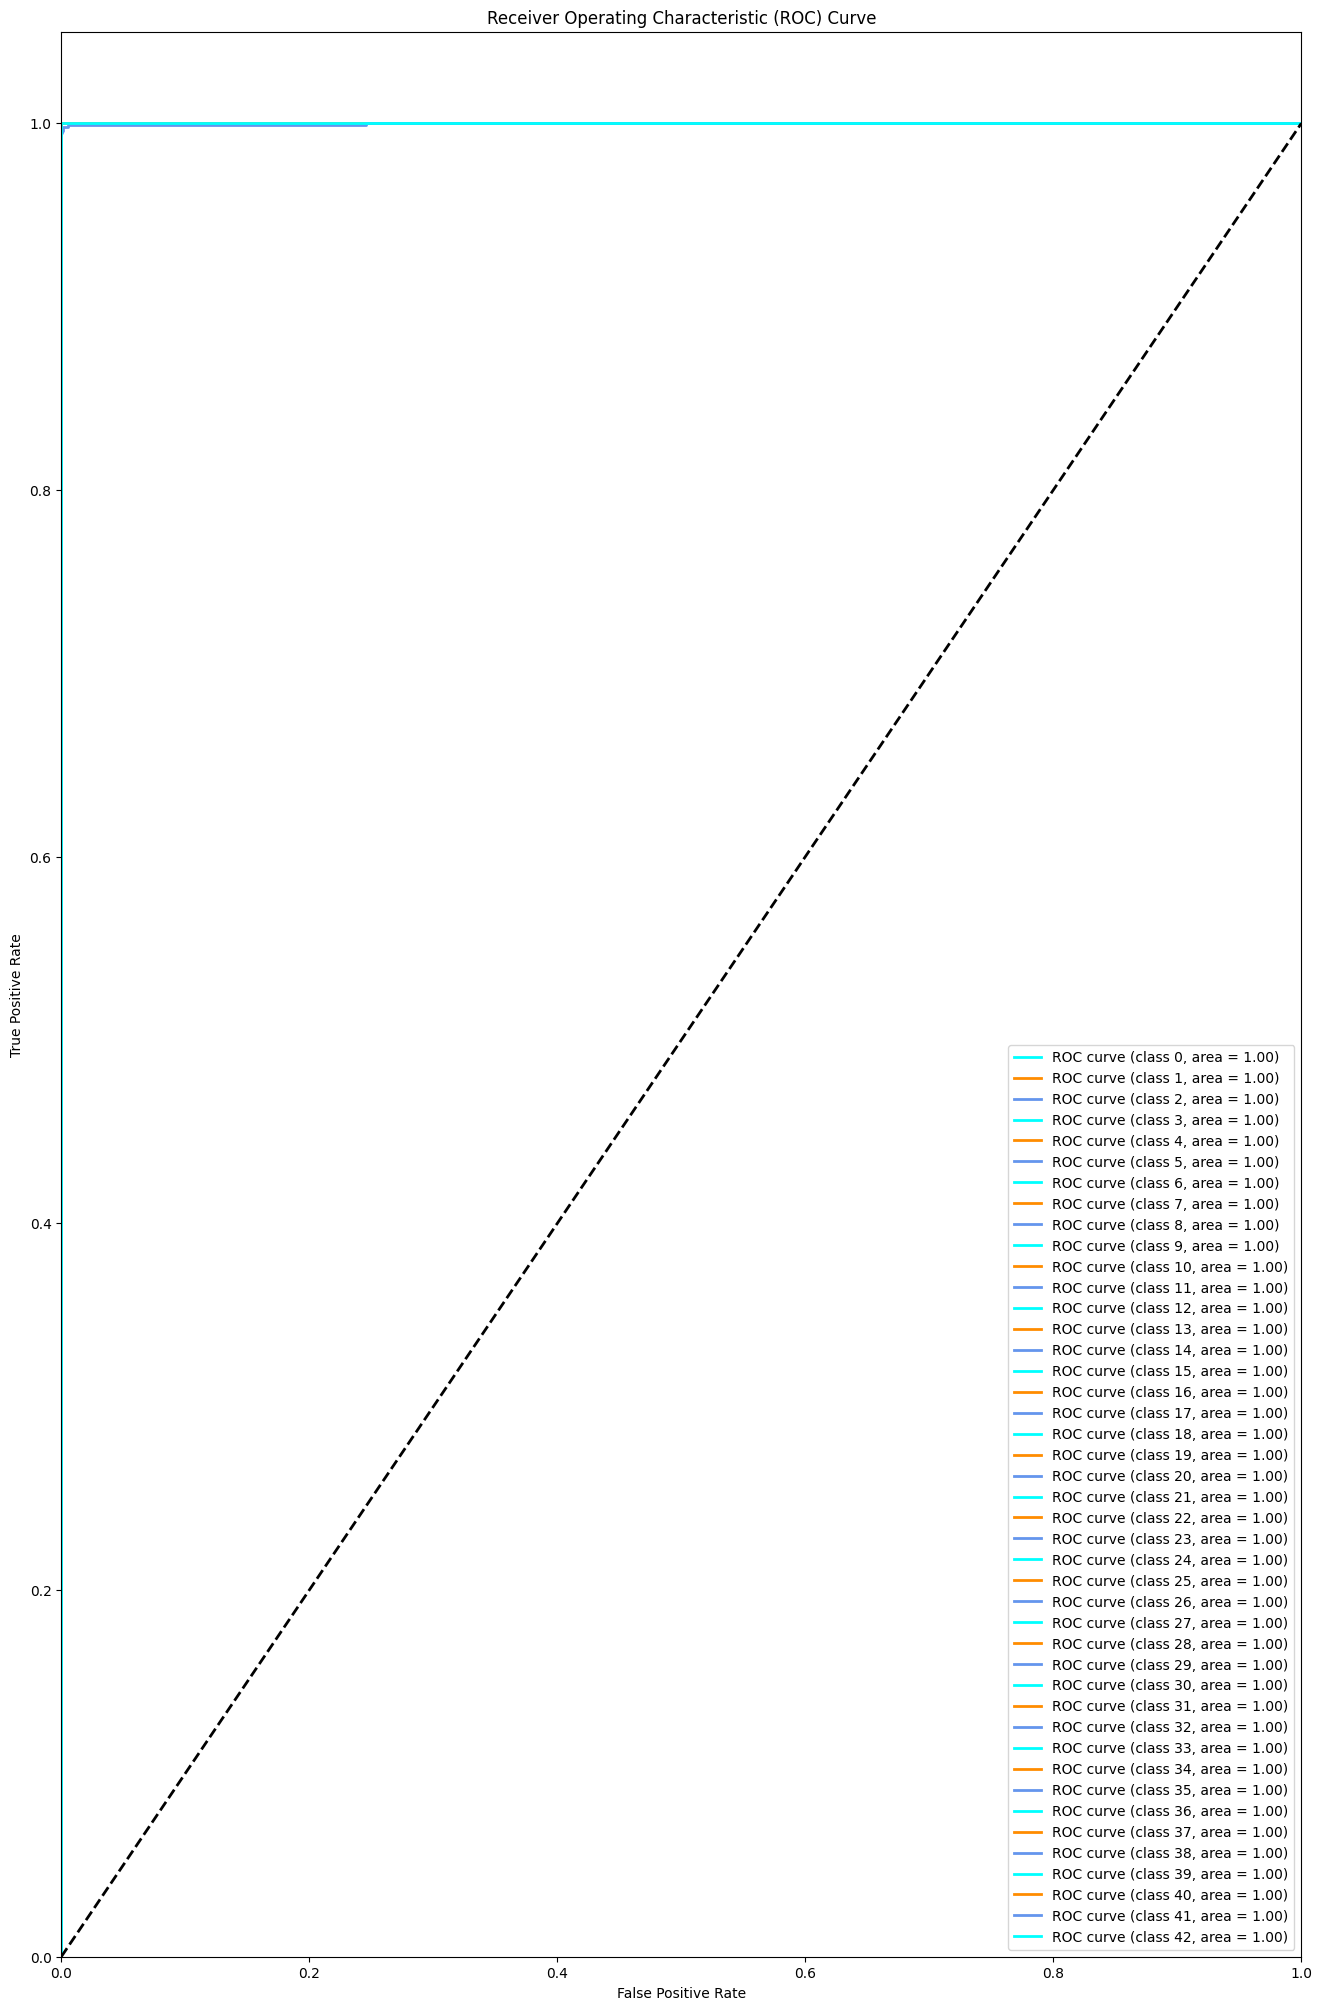 Receiver Operating Characteristic (ROC) Curve
1.0
0.8
0.6
0.4
0.2
0.0
True Positive Rate
ROC curve (class 0, area = 1.00)
ROC curve (class 1, area = 1.00)
ROC curve (class 2, area = 1.00)
ROC curve (class 3, area = 1.00)
ROC curve (class 4, area = 1.00)
ROC curve (class 5, area = 1.00)
ROC curve (class 6, area = 1.00)
ROC curve (class 7, area = 1.00)
ROC curve (class 8, area = 1.00)
ROC curve (class 9, area = 1.00)
ROC curve (class 10, area = 1.00)
ROC curve (class 11, area = 1.00)
ROC curve (class 12, area = 1.00)
ROC curve (class 13, area = 1.00)
ROC curve (class 14, area = 1.00)
ROC curve (class 15, area = 1.00)
ROC curve (class 16, area = 1.00)
ROC curve (class 17, area = 1.00)
ROC curve (class 18, area = 1.00)
ROC curve (class 19, area = 1.00)
ROC curve (class 20, area = 1.00)
ROC curve (class 21, area = 1.00)
ROC curve (class 22, area = 1.00)
ROC curve (class 23, area = 1.00)
ROC curve (class 24, area = 1.00)
ROC curve (class 25, area = 1.00)
ROC curve (class 26, area = 1.00)
ROC curve (class 27, area = 1.00)
ROC curve (class 28, area = 1.00)
ROC curve (class 29, area = 1.00)
ROC curve (class 30, area = 1.00)
ROC curve (class 31, area = 1.00)
ROC curve (class 32, area = 1.00)
ROC curve (class 33, area = 1.00)
ROC curve (class 34, area = 1.00)
ROC curve (class 35, area = 1.00)
ROC curve (class 36, area = 1.00)
ROC curve (class 37, area = 1.00)
ROC curve (class 38, area = 1.00)
ROC curve (class 39, area = 1.00)
ROC curve (class 40, area = 1.00)
ROC curve (class 41, area = 1.00)
ROC curve (class 42, area = 1.00)
0.0 0.2 0.4 0.6 0.8 1.0
False Positive Rate